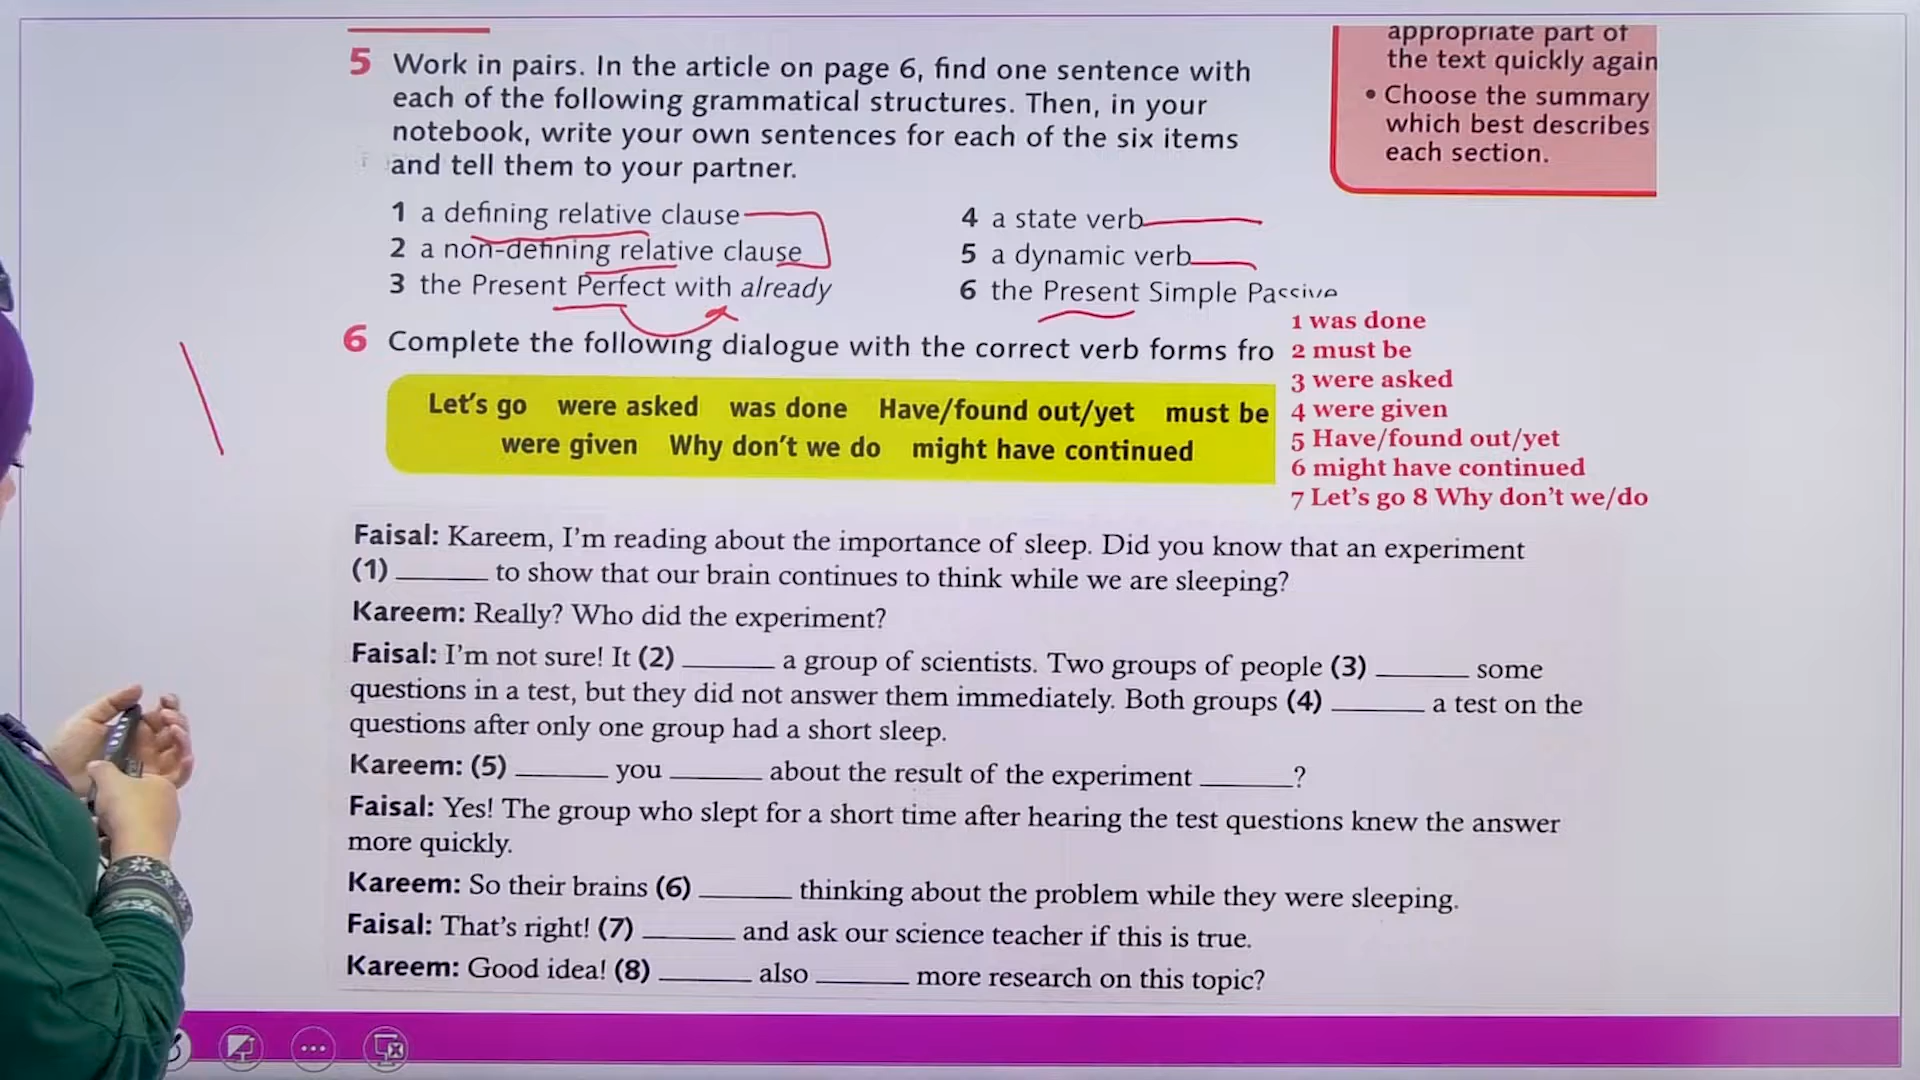 5 Work in pairs. In the article on page 6, find one sentence with
each of the following grammatical structures. Then, in your
notebook, write your own sentences for each of the six items
and tell them to your partner.
1 a defining relative clause
2 a non-defining relative clause
3 the Present Perfect with already
4 a state verb
5 a dynamic verb
6 the Present Simple Passive
appropriate part of
the text quickly again
• Choose the summary
which best describes
each section.
6 Complete the following dialogue with the correct verb forms fro
Let's go were asked was done Have/found out/yet must be
were given Why don't we do might have continued
1 was done
2 must be
3 were asked
4 were given
5 Have/found out/yet
6 might have continued
7 Let's go 8 Why don't we/do
Faisal: Kareem, I'm reading about the importance of sleep. Did you know that an experiment
(1) ______ to show that our brain continues to think while we are sleeping?
Kareem: Really? Who did the experiment?
Faisal: I'm not sure! It (2) ______ a group of scientists. Two groups of people (3) ______ some
questions in a test, but they did not answer them immediately. Both groups (4) ______ a test on the
questions after only one group had a short sleep.
Kareem: (5) ______ you ______ about the result of the experiment ______?
Faisal: Yes! The group who slept for a short time after hearing the test questions knew the answer
more quickly.
Kareem: So their brains (6) ______ thinking about the problem while they were sleeping.
Faisal: That's right! (7) ______ and ask our science teacher if this is true.
Kareem: Good idea! (8) ______ also ______ more research on this topic?